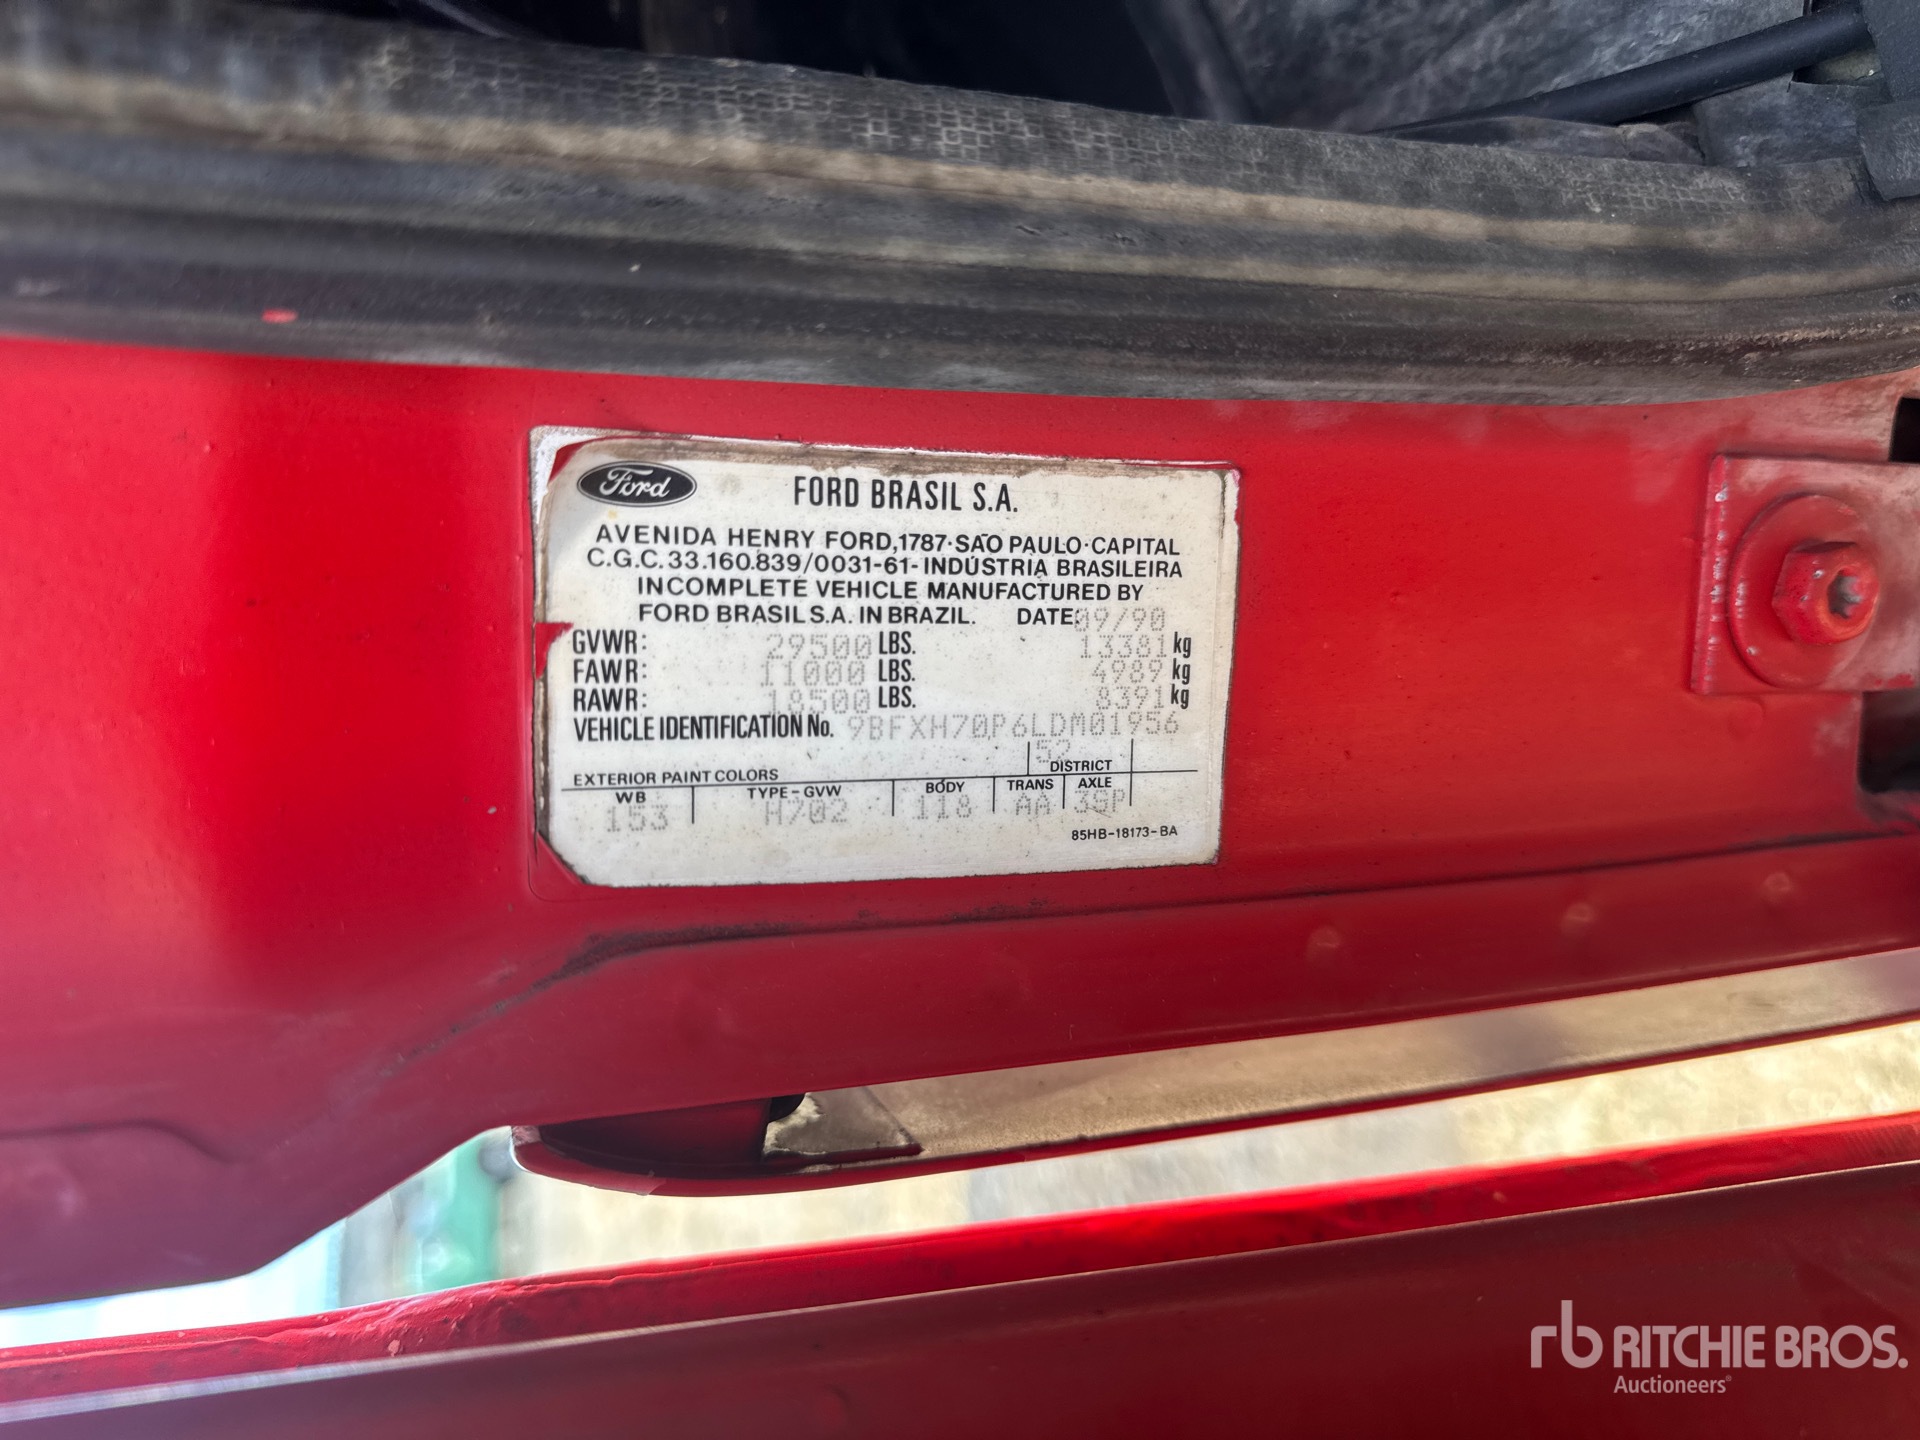 Ford
FORD BRASIL S.A.
AVENIDA HENRY FORD,1787·SAO PAULO·CAPITAL
C.G.C.33.160.839/0031-61-INDÚSTRIA BRASILEIRA
INCOMPLETE VEHICLE MANUFACTURED BY
FORD BRASIL S.A. IN BRAZIL. DATE: 09/90
GVWR: 29500 LBS. 13381 kg
FAWR: 11000 LBS. 4989 kg
RAWR: 18500 LBS. 8391 kg
VEHICLE IDENTIFICATION No. 9BFXH70P6LDM01956
52
EXTERIOR PAINT COLORS DISTRICT
WB TYPE-GVW BODY TRANS AXLE
153 H702 118 AA 3SP
85HB-18173-BA
rb RITCHIE BROS.
Auctioneers®